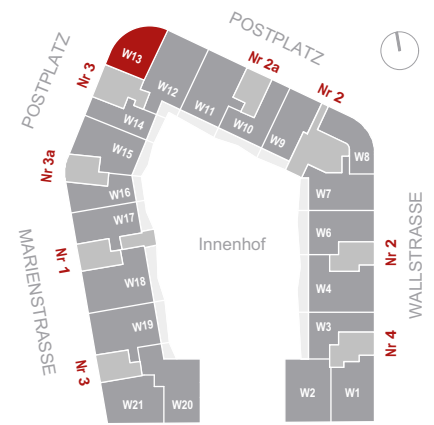 POSTPLATZ
POSTPLATZ
Nr 3
Nr 2a
Nr 2
W13
W12
W11
W10
W9
W8
W14
W15
Nr 3a
W16
W17
W7
W6
Innenhof
Nr 2
WALLSTRASSE
MARIENSTRASSE
Nr 1
W18
W4
W19
W3
Nr 4
Nr 3
W21
W20
W2
W1